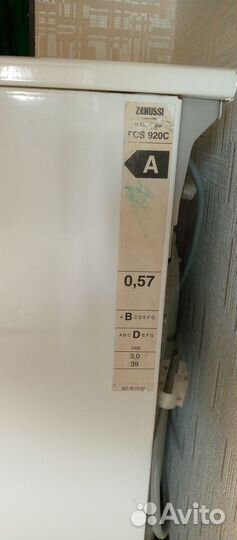 ZANUSSI
FCS 920C
A
0,57
A B C D E F G
A B C D E F G
1000
3,0
39
Avito